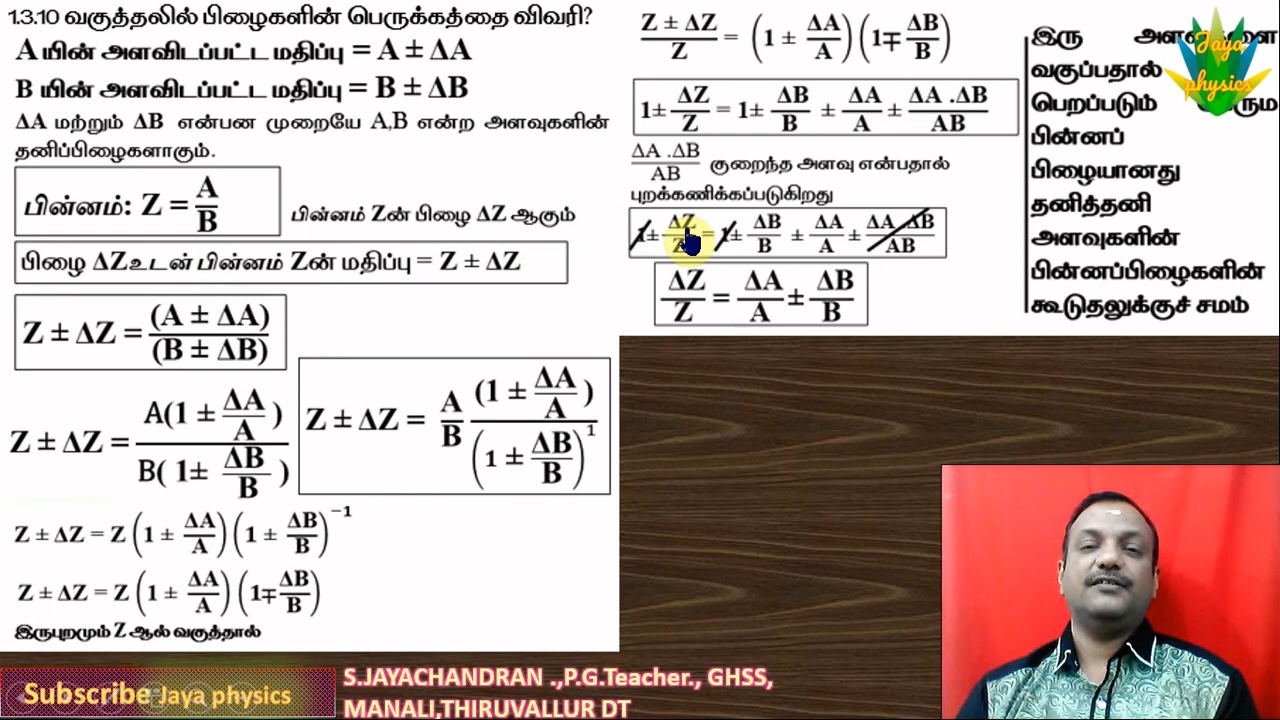 1.3.10 வகுத்தலில் பிழைகளின் பெருக்கத்தை விவரி?
A யின் அளவிடப்பட்ட மதிப்பு = A ± ΔA
B யின் அளவிடப்பட்ட மதிப்பு = B ± ΔB
ΔA மற்றும் ΔB என்பன முறையே A,B என்ற அளவுகளின்
தனிப்பிழைகளாகும்.
பின்னம்: Z = A/B
பின்னம் Zன் பிழை ΔZ ஆகும்
பிழை ΔZஉடன் பின்னம் Zன் மதிப்பு = Z ± ΔZ
Z ± ΔZ = (A ± ΔA)/(B ± ΔB)
Z ± ΔZ = A(1 ± ΔA/A )/B( 1± ΔB/B )
Z ± ΔZ = A/B (1 ± ΔA/A )/(1 ± ΔB/B)¹
Z ± ΔZ = Z (1 ± ΔA/A)(1 ± ΔB/B)⁻¹
Z ± ΔZ = Z (1 ± ΔA/A)(1∓ ΔB/B)
இருபுறமும் Z ஆல் வகுத்தால்
Z ± ΔZ/Z = (1 ± ΔA/A)(1∓ ΔB/B)
1± ΔZ/Z = 1± ΔB/B ± ΔA/A ± ΔA .ΔB/AB
ΔA .ΔB/AB குறைந்த அளவு என்பதால்
புறக்கணிக்கப்படுகிறது
1± ΔZ/Z = 1± ΔB/B ± ΔA/A ± ΔA .ΔB/AB
ΔZ/Z = ΔA/A ± ΔB/B
இரு
வகுப்பதால்
பெறப்படும்
பின்னப்
பிழையானது
தனித்தனி
அளவுகளின்
பின்னப்பிழைகளின்
கூடுதலுக்குச் சமம்
Jaya
physics
Subscribe Jaya physics
S.JAYACHANDRAN .,P.G.Teacher., GHSS,
MANALI,THIRUVALLUR DT